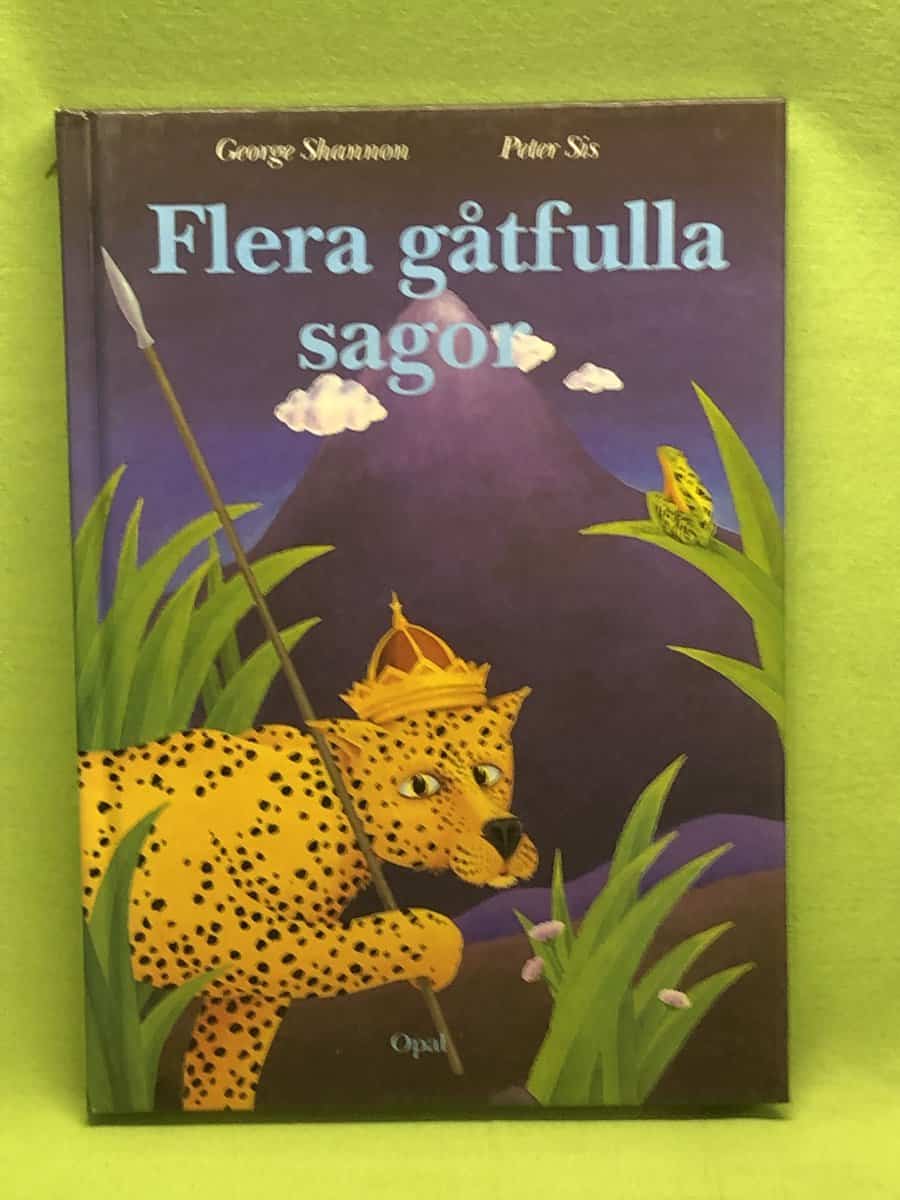 George Shannon Peter Sis
Flera gåtfulla
sagor
Opal